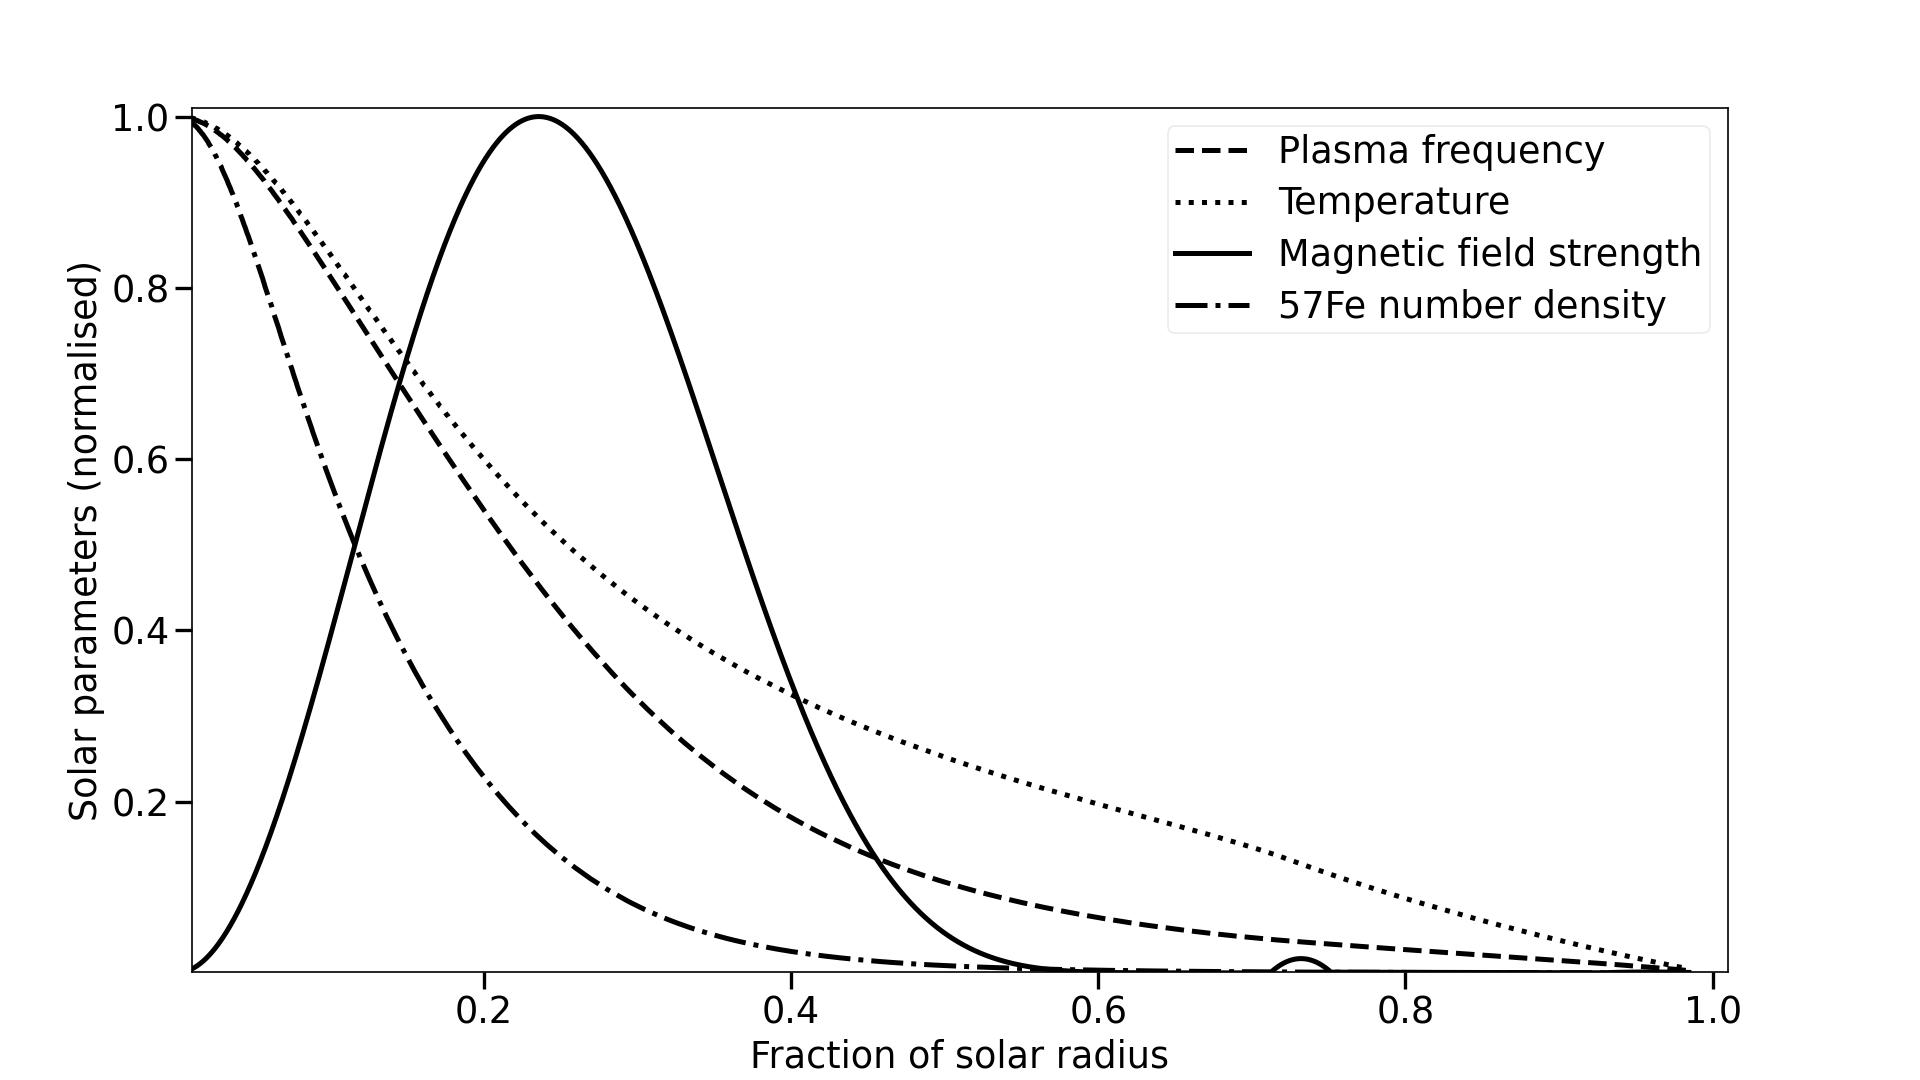 1.0
0.8
0.6
0.4
0.2
Solar parameters (normalised)
Plasma frequency
Temperature
Magnetic field strength
57Fe number density
0.2 0.4 0.6 0.8 1.0
Fraction of solar radius